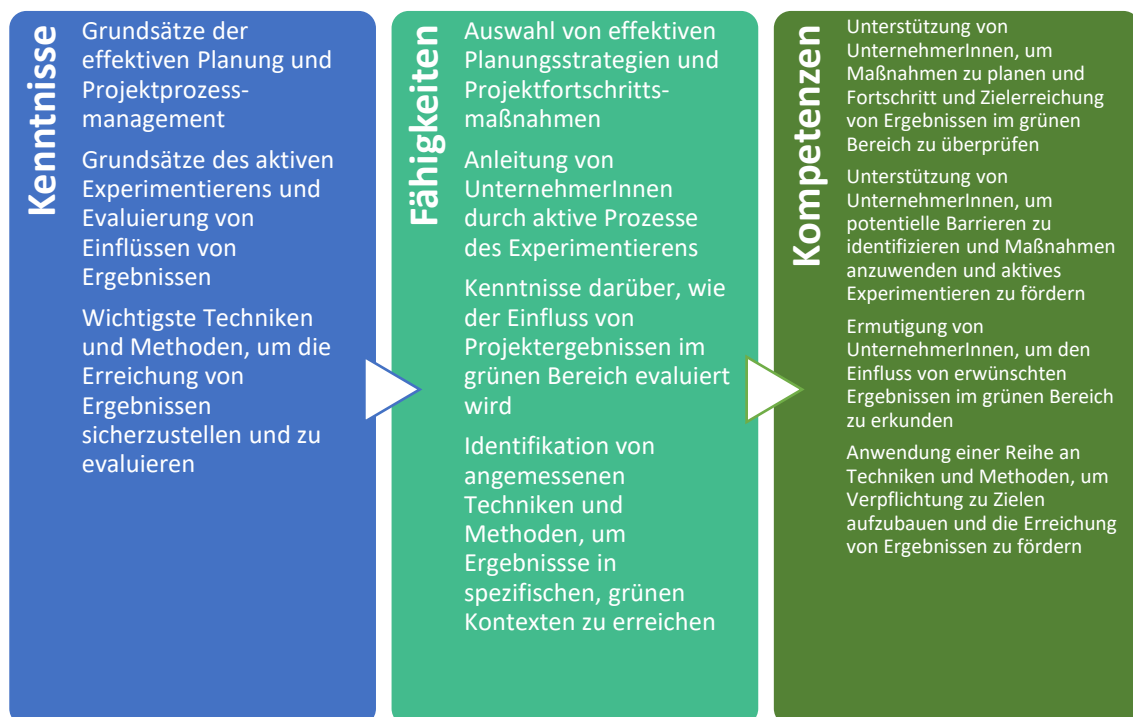 Kenntnisse
Grundsätze der
effektiven Planung und
Projektprozess-
management
Grundsätze des aktiven
Experimentierens und
Evaluierung von
Einflüssen von
Ergebnissen
Wichtigste Techniken
und Methoden, um die
Erreichung von
Ergebnissen
sicherzustellen und zu
evaluieren
Fähigkeiten
Auswahl von effektiven
Planungsstrategien und
Projektfortschritts-
maßnahmen
Anleitung von
UnternehmerInnen
durch aktive Prozesse
des Experimentierens
Kenntnisse darüber, wie
der Einfluss von
Projektergebnissen im
grünen Bereich evaluiert
wird
Identifikation von
angemessenen
Techniken und
Methoden, um
Ergebnissse in
spezifischen, grünen
Kontexten zu erreichen
Kompetenzen
Unterstützung von
UnternehmerInnen, um
Maßnahmen zu planen und
Fortschritt und Zielerreichung
von Ergebnissen im grünen
Bereich zu überprüfen
Unterstützung von
UnternehmerInnen, um
potentielle Barrieren zu
identifizieren und Maßnahmen
anzuwenden und aktives
Experimentieren zu fördern
Ermutigung von
UnternehmerInnen, um den
Einfluss von erwünschten
Ergebnissen im grünen Bereich
zu erkunden
Anwendung einer Reihe an
Techniken und Methoden, um
Verpflichtung zu Zielen
aufzubauen und die Erreichung
von Ergebnissen zu fördern